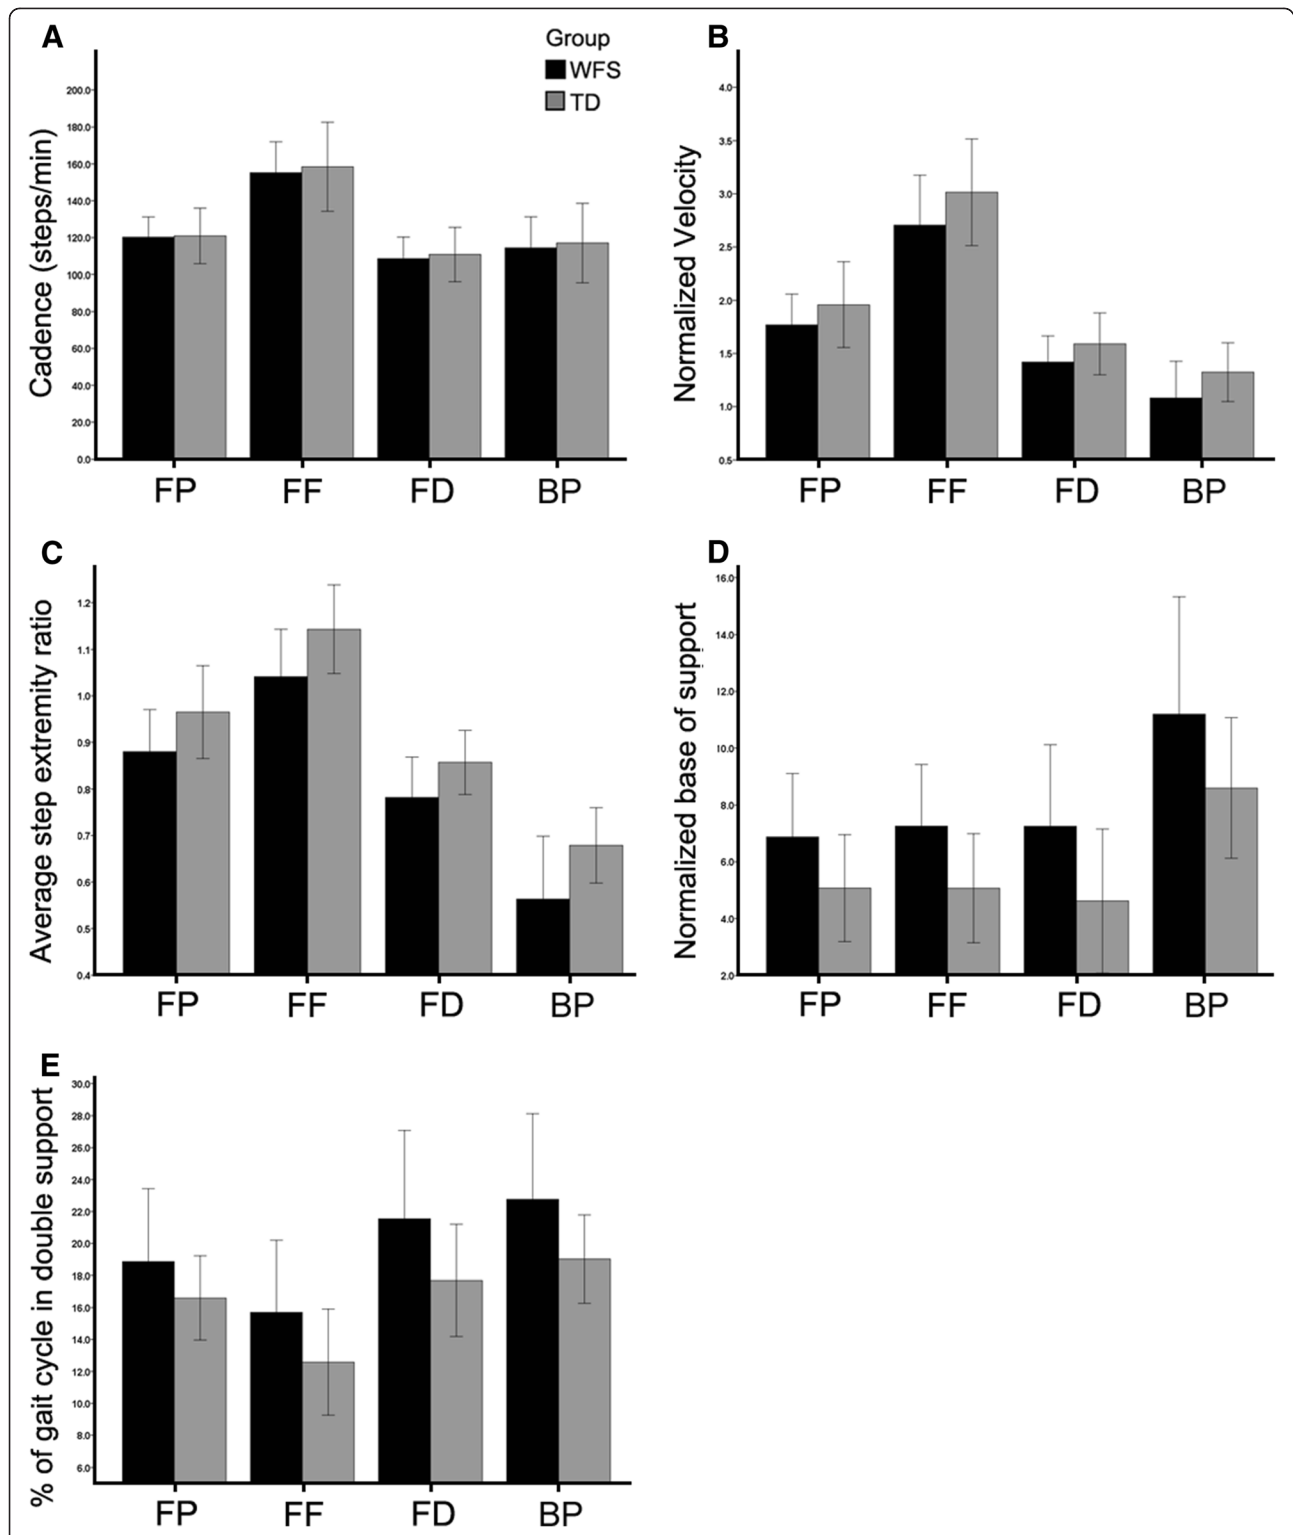 A
Group
WFS
TD
Cadence (steps/min)
200.0
180.0
160.0
140.0
120.0
100.0
80.0
60.0
40.0
20.0
0.0
FP FF FD BP
B
Normalized Velocity
4.0
3.5
3.0
2.5
2.0
1.5
1.0
0.5
FP FF FD BP
C
Average step extremity ratio
1.2
1.1
1.0
0.9
0.8
0.7
0.6
0.5
0.4
FP FF FD BP
D
Normalized base of support
16.0
14.0
12.0
10.0
8.0
6.0
4.0
2.0
FP FF FD BP
E
% of gait cycle in double support
30.0
28.0
26.0
24.0
22.0
20.0
18.0
16.0
14.0
12.0
10.0
8.0
6.0
FP FF FD BP